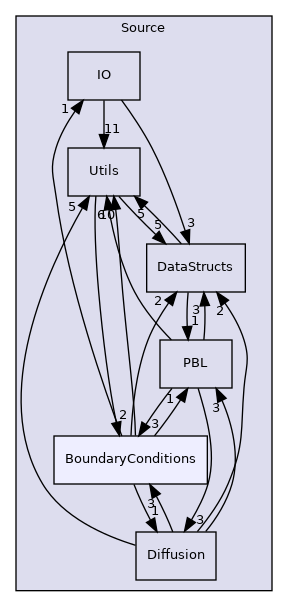 Source
IO
1
11
Utils
3
5
6
10
5
5
DataStructs
2
3
2
1
PBL
1
3
2
3
BoundaryConditions
3
1
3
Diffusion